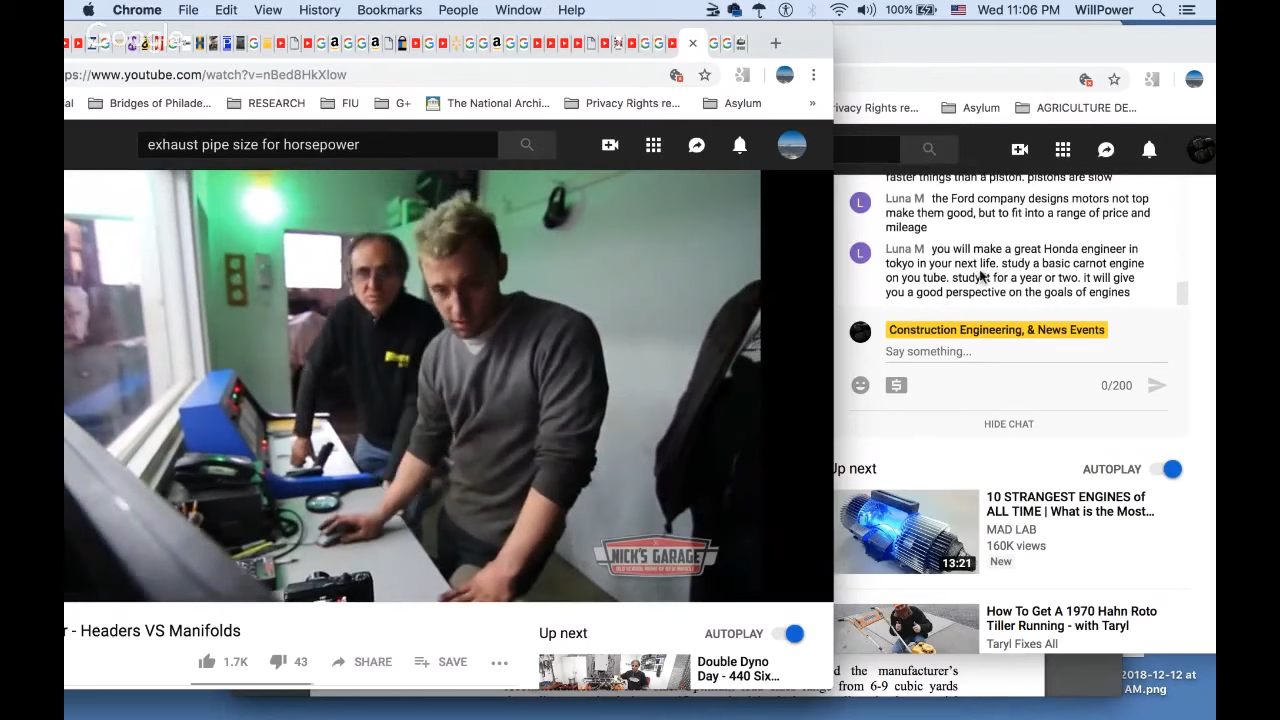 Chrome File Edit View History Bookmarks People Window Help 100% Wed 11:06 PM WillPower
ps://www.youtube.com/watch?v=nBed8HkXlow
al Bridges of Philade... RESEARCH FIU G+ The National Archi... Privacy Rights re... Asylum »
rivacy Rights re... Asylum AGRICULTURE DE...
exhaust pipe size for horsepower
faster things than a piston. pistons are slow
Luna M the Ford company designs motors not top
make them good, but to fit into a range of price and
mileage
L
Luna M you will make a great Honda engineer in
tokyo in your next life. study a basic carnot engine
on you tube. study it for a year or two. it will give
you a good perspective on the goals of engines
L
Construction Engineering, & News Events
Say something...
0/200
HIDE CHAT
Up next AUTOPLAY
10 STRANGEST ENGINES of
ALL TIME | What is the Most...
MAD LAB
160K views
New
13:21
How To Get A 1970 Hahn Roto
Tiller Running - with Taryl
Taryl Fixes All
NICK'S GARAGE
r - Headers VS Manifolds
1.7K 43 SHARE SAVE
Up next AUTOPLAY
Double Dyno
Day - 440 Six...
d the manufacturer's
from 6-9 cubic yards
2018-12-12 at
AM.png